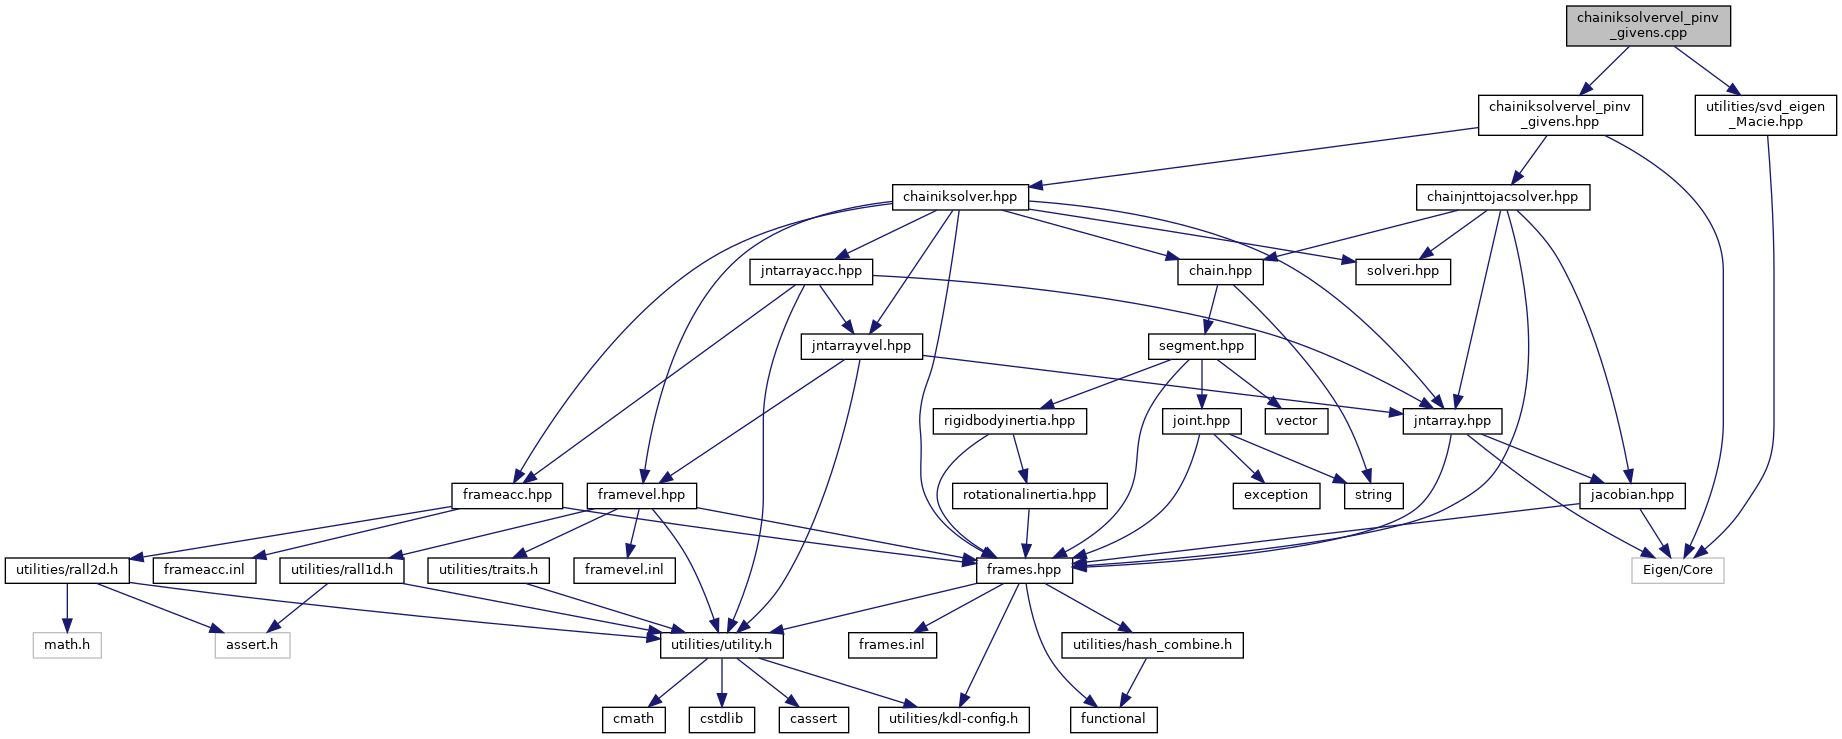 chainiksolvervel_pinv
_givens.cpp
chainiksolvervel_pinv
_givens.hpp
utilities/svd_eigen
_Macie.hpp
chainiksolver.hpp
chainjnttojacsolver.hpp
jntarrayacc.hpp
chain.hpp
solveri.hpp
jntarrayvel.hpp
segment.hpp
rigidbodyinertia.hpp
joint.hpp
vector
jntarray.hpp
frameacc.hpp
framevel.hpp
rotationalinertia.hpp
exception
string
jacobian.hpp
utilities/rall2d.h
frameacc.inl
utilities/rall1d.h
utilities/traits.h
framevel.inl
frames.hpp
Eigen/Core
math.h
assert.h
utilities/utility.h
frames.inl
utilities/hash_combine.h
cmath
cstdlib
cassert
utilities/kdl-config.h
functional